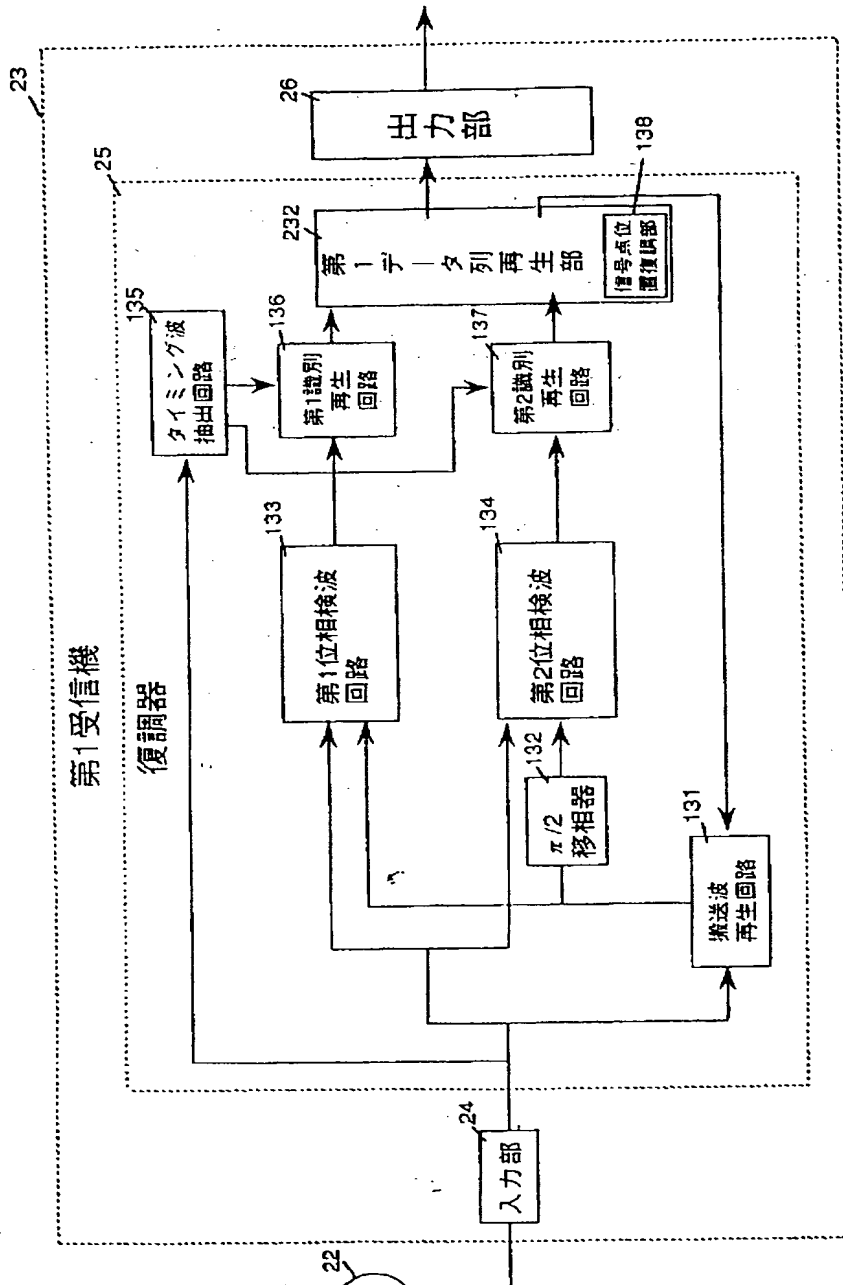 第1受信機
23
復調器
25
22
24
入力部
135
タイミング波
抽出回路
133
第1位相検波
回路
136
第1識別
再生
回路
232
第1データ列再生部
138
信号点位
置復調部
26
出力部
134
第2位相検波
回路
137
第2識別
再生
回路
132
π/2
移相器
131
搬送波
再生回路